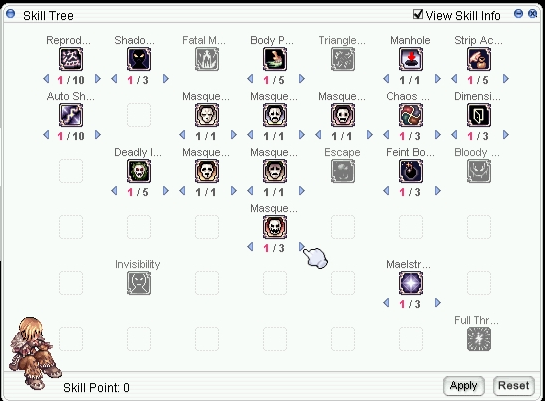 Skill Tree View Skill Info
Reprod... Shado... Fatal M... Body P... Triangle... Manhole Strip Ac...
1 / 10 1 / 3 1 / 5 1 / 1 1 / 5
Auto Sh... Masque... Masque... Masque... Chaos ... Dimensi...
1 / 10 1 / 1 1 / 1 1 / 1 1 / 3 1 / 3
Deadly I... Masque... Masque... Escape Feint Bo... Bloody ...
1 / 5 1 / 1 1 / 1 1 / 3
Masque...
1 / 3
Invisibility Maelstr...
1 / 3
Full Thr...
Skill Point: 0 Apply Reset